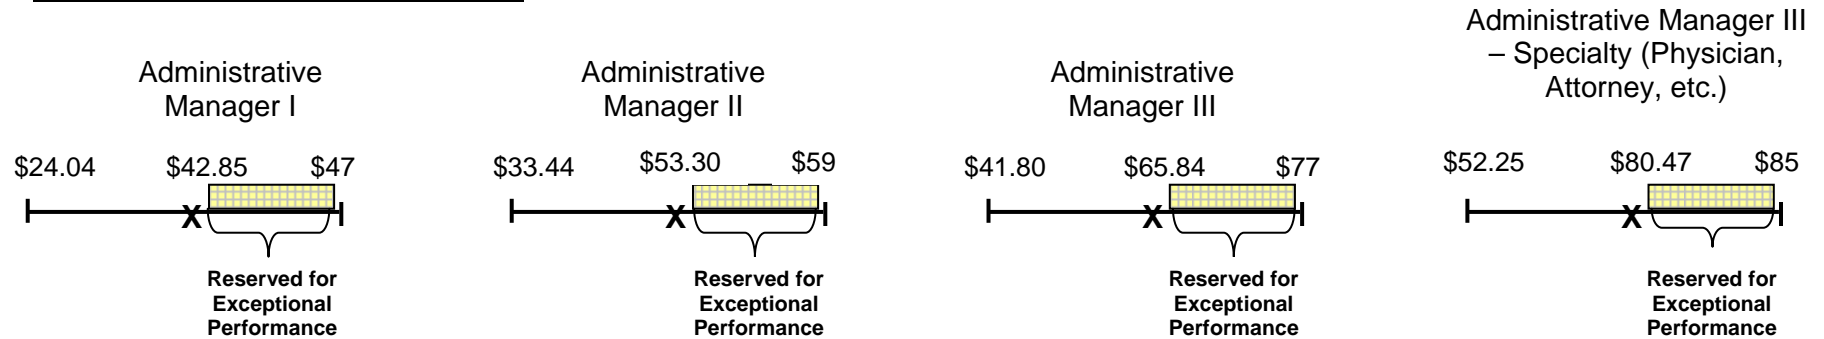 Administrative
Manager I
$24.04 $42.85 $47
X
Reserved for
Exceptional
Performance
Administrative
Manager II
$33.44 $53.30 $59
X
Reserved for
Exceptional
Performance
Administrative
Manager III
$41.80 $65.84 $77
X
Reserved for
Exceptional
Performance
Administrative Manager III
– Specialty (Physician,
Attorney, etc.)
$52.25 $80.47 $85
X
Reserved for
Exceptional
Performance